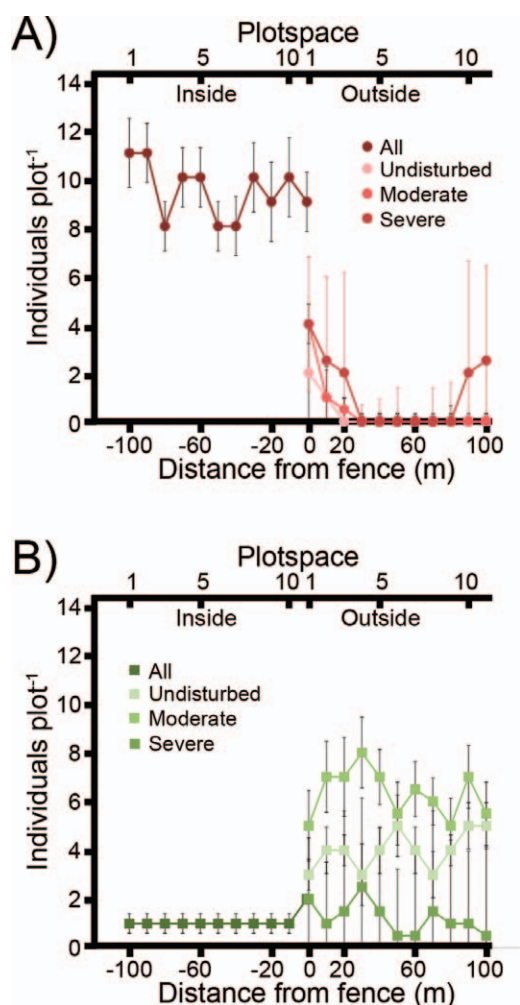 A)
Plotspace
1 5 10 1 5 10
Inside Outside
14
12
10
8
6
4
2
0
Individuals plot⁻¹
All
Undisturbed
Moderate
Severe
-100 -60 -20 0 20 60 100
Distance from fence (m)
B)
Plotspace
1 5 10 1 5 10
Inside Outside
14
12
10
8
6
4
2
0
Individuals plot⁻¹
All
Undisturbed
Moderate
Severe
-100 -60 -20 0 20 60 100
Distance from fence (m)